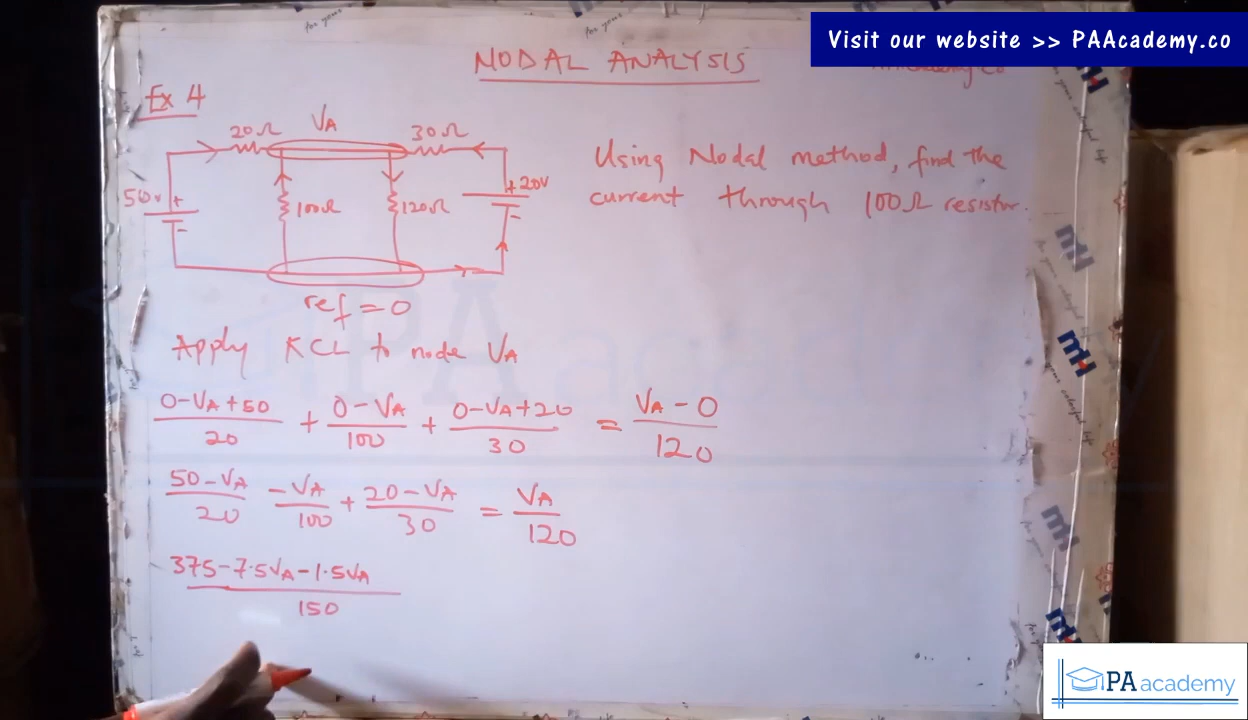 Visit our website >> PAAcademy.co
NODAL ANALYSIS
Ex 4
20Ω VA 30Ω
50v + 100Ω 120Ω + 20v
ref = 0
Using Nodal method, find the
current through 100Ω resistor.
Apply KCL to node VA
0-VA+50/20 + 0-VA/100 + 0-VA+20/30 = VA-0/120
50-VA/20 -VA/100 + 20-VA/30 = VA/120
375-7.5VA-1.5VA/150
PA academy
PA academy